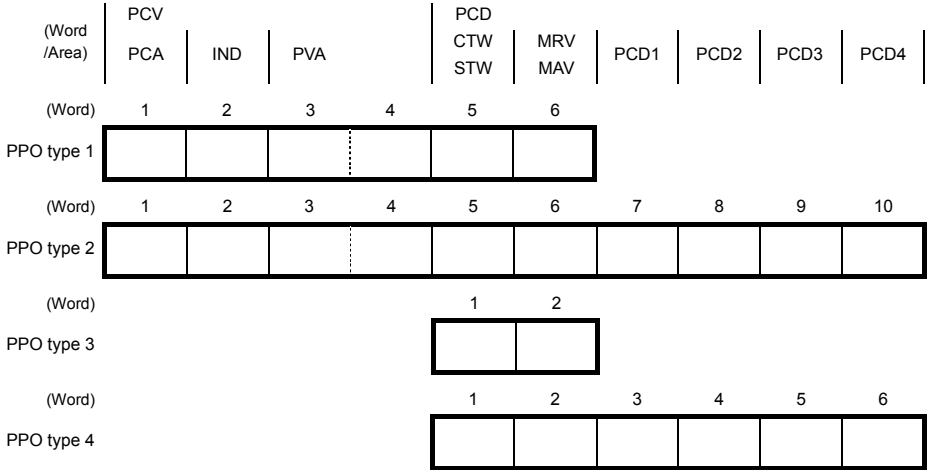 (Word
/Area)
PCV
PCD
PCA
IND
PVA
CTW
STW
MRV
MAV
PCD1
PCD2
PCD3
PCD4
(Word) 1 2 3 4 5 6
PPO type 1
(Word) 1 2 3 4 5 6 7 8 9 10
PPO type 2
(Word) 1 2
PPO type 3
(Word) 1 2 3 4 5 6
PPO type 4